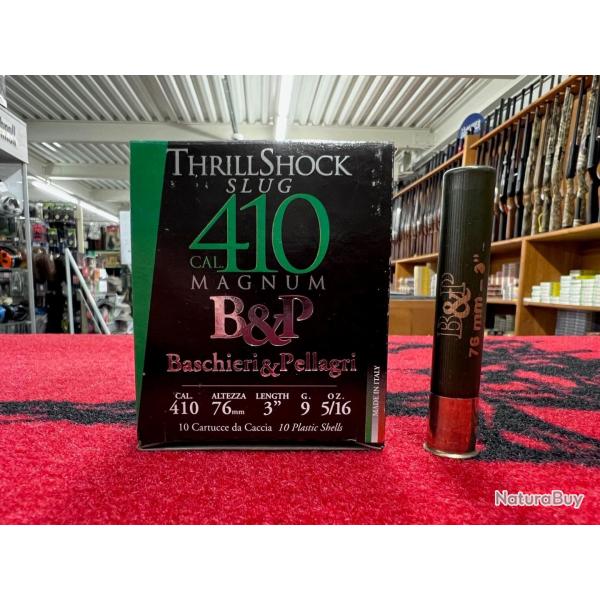 THRILLSHOCK
SLUG
CAL. 410
MAGNUM
B&P
Baschieri&Pellagri
CAL. ALTEZZA LENGTH G. OZ.
410 76mm 3" 9 5/16
10 Cartucce da Caccia 10 Plastic Shells
MADE IN ITALY
B&P
76 mm - 3"
NaturaBuy